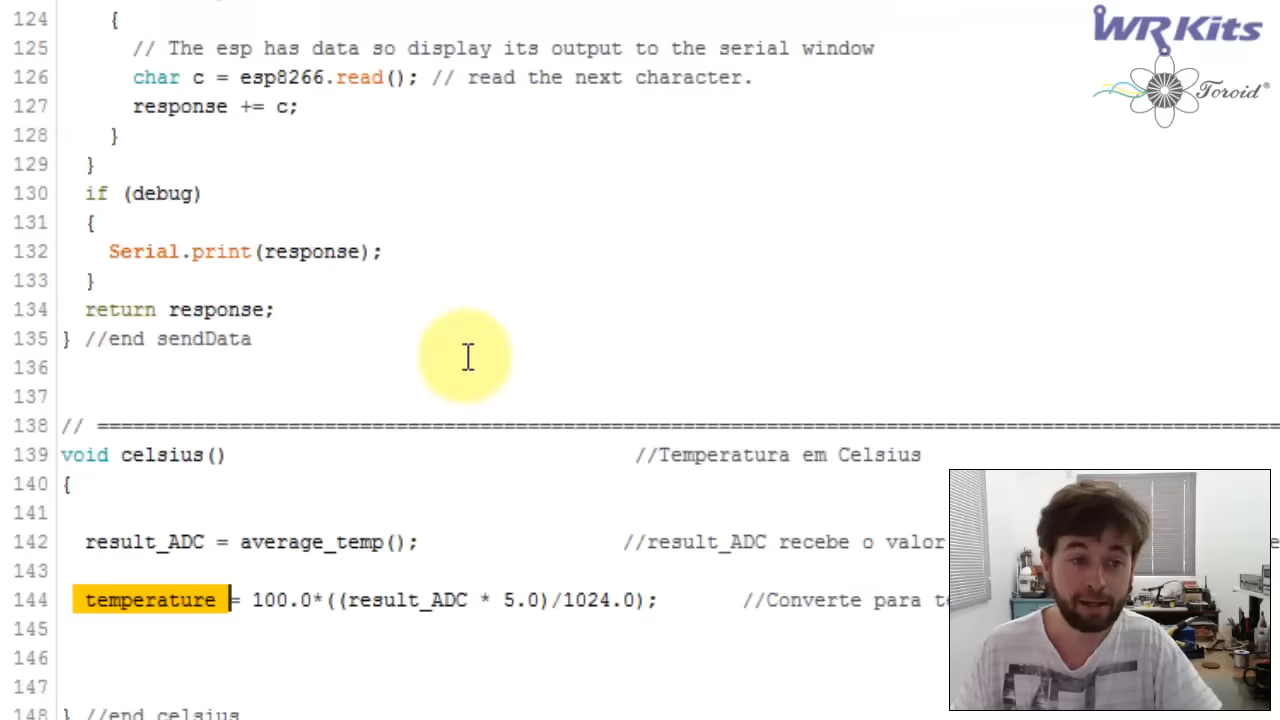 WRKits
Toroid®
124 {
125 // The esp has data so display its output to the serial window
126 char c = esp8266.read(); // read the next character.
127 response += c;
128 }
129 }
130 if (debug)
131 {
132 Serial.print(response);
133 }
134 return response;
135 } //end sendData
136
137
138 // ==================================================================================================
139 void celsius() //Temperatura em Celsius
140 {
141
142 result_ADC = average_temp(); //result_ADC recebe o valor
143
144 temperature = 100.0*((result_ADC * 5.0)/1024.0); //Converte para
145
146
147
148 } //end celsius